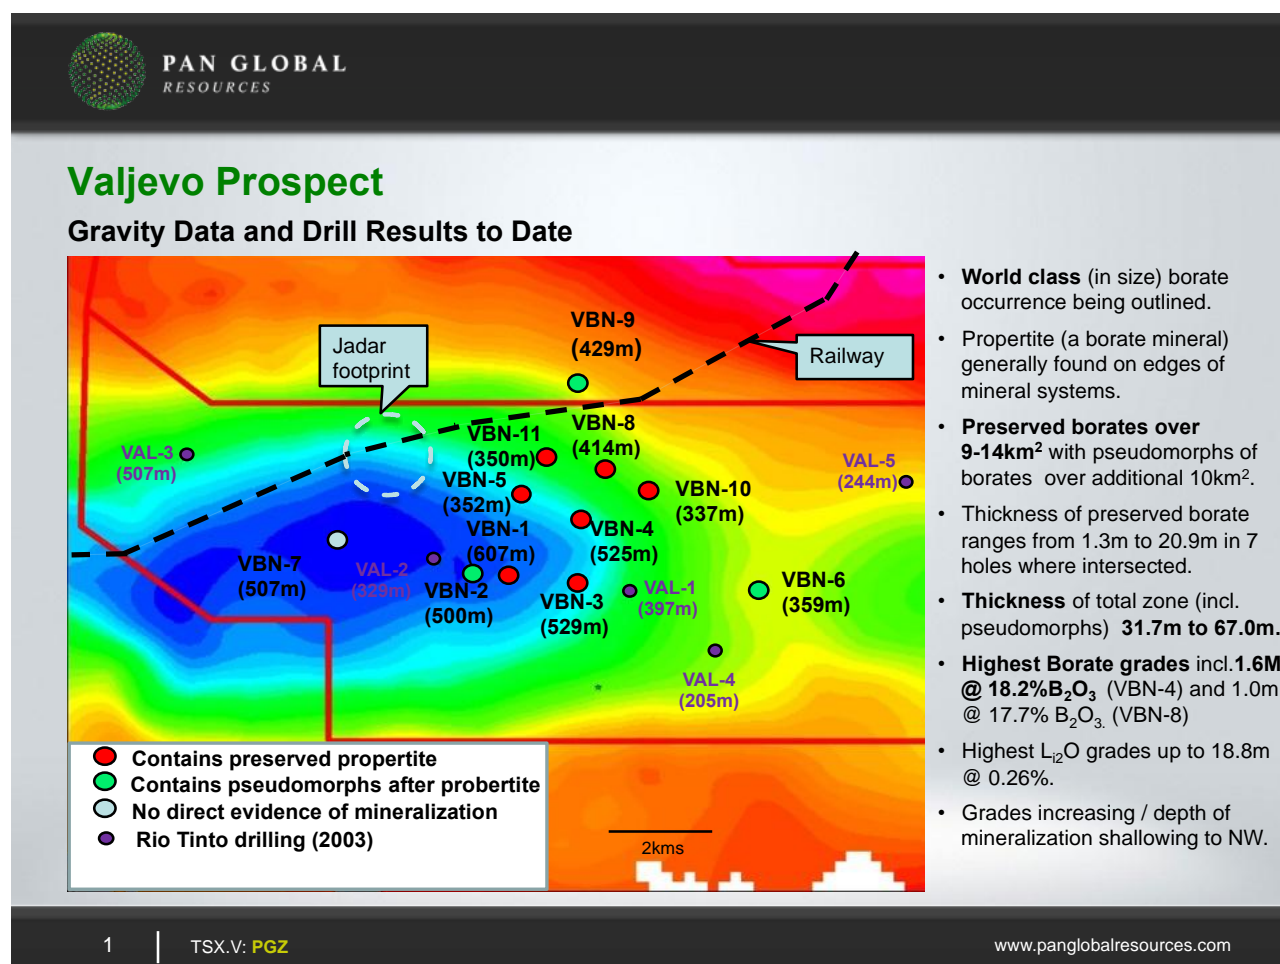 PAN GLOBAL
RESOURCES
Valjevo Prospect
Gravity Data and Drill Results to Date
VBN-9
(429m)
Jadar
footprint
Railway
VBN-11
(350m)
VBN-8
(414m)
VAL-3
(507m)
VAL-5
(244m)
VBN-5
(352m)
VBN-10
(337m)
VBN-1
(607m)
VBN-4
(525m)
VBN-7
(507m)
VAL-2
(329m)
VBN-2
(500m)
VBN-3
(529m)
VAL-1
(397m)
VBN-6
(359m)
VAL-4
(205m)
Contains preserved propertite
Contains pseudomorphs after probertite
No direct evidence of mineralization
Rio Tinto drilling (2003)
2kms
• World class (in size) borate
occurrence being outlined.
• Propertite (a borate mineral)
generally found on edges of
mineral systems.
• Preserved borates over
9-14km² with pseudomorphs of
borates over additional 10km².
• Thickness of preserved borate
ranges from 1.3m to 20.9m in 7
holes where intersected.
• Thickness of total zone (incl.
pseudomorphs) 31.7m to 67.0m.
• Highest Borate grades incl.1.6M
@ 18.2%B₂O₃ (VBN-4) and 1.0m
@ 17.7% B₂O₃. (VBN-8)
• Highest Li₂O grades up to 18.8m
@ 0.26%.
• Grades increasing / depth of
mineralization shallowing to NW.
1
TSX.V: PGZ
www.panglobalresources.com